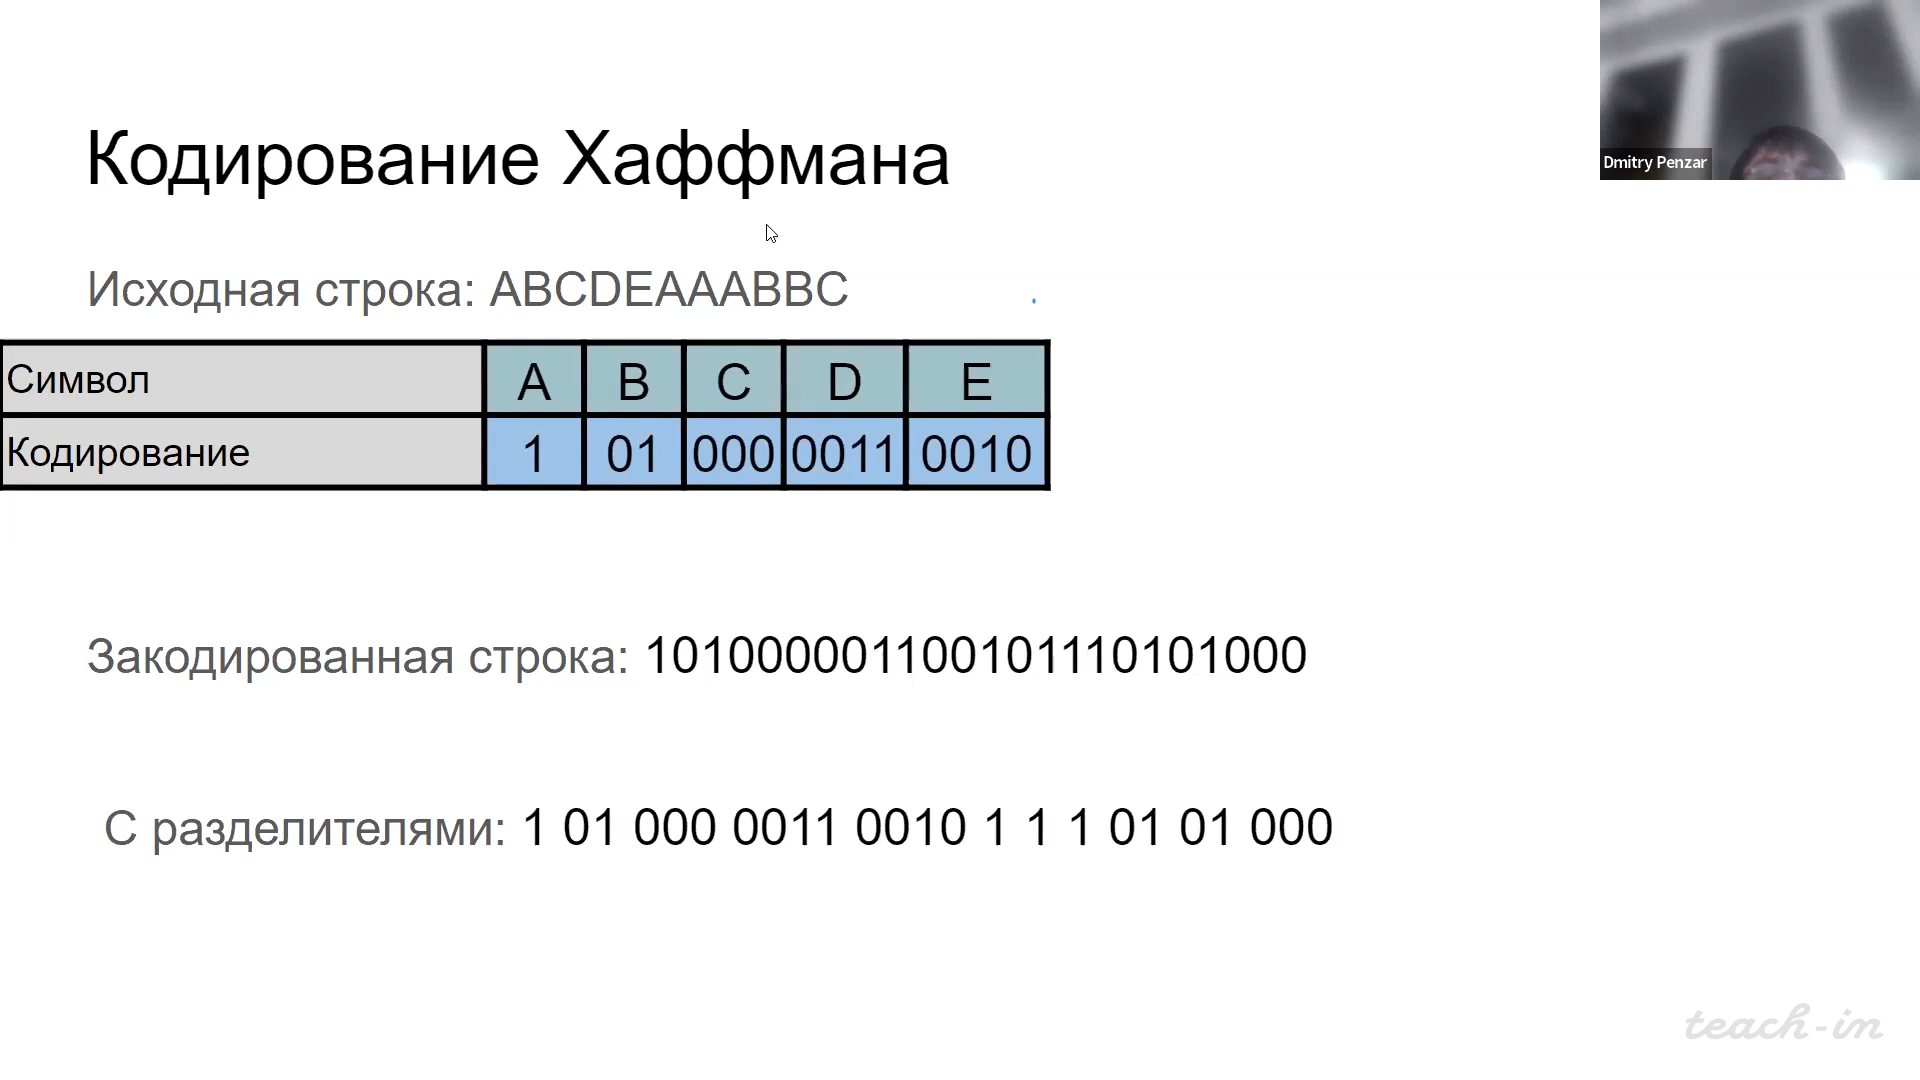 Dmitry Penzar
Кодирование Хаффмана
Исходная строка: ABCDEAAABBC
Символ A B C D E
Кодирование 1 01 000 0011 0010
Закодированная строка: 101000001100101110101000
С разделителями: 1 01 000 0011 0010 1 1 1 01 01 000
teach-in